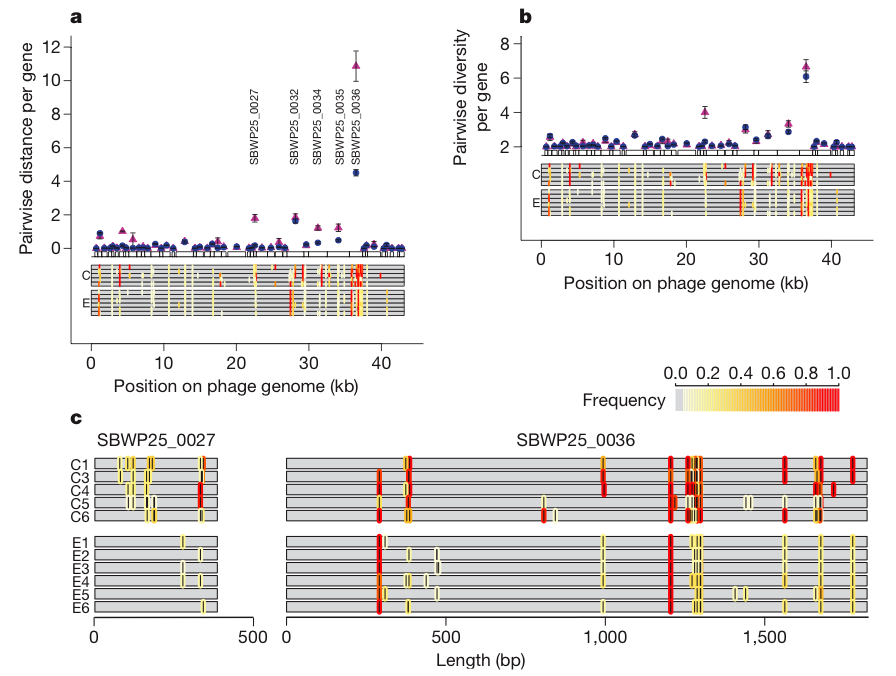 a
Pairwise distance per gene
12
10
8
6
4
2
0
SBWP25_0027
SBWP25_0032
SBWP25_0034
SBWP25_0035
SBWP25_0036
C
E
0 10 20 30 40
Position on phage genome (kb)
b
Pairwise diversity
per gene
8
6
4
2
C
E
0 10 20 30 40
Position on phage genome (kb)
0.0 0.2 0.4 0.6 0.8 1.0
Frequency
c
SBWP25_0027 SBWP25_0036
C1
C3
C4
C5
C6
E1
E2
E3
E4
E5
E6
0 500 0 500 1,000 1,500
Length (bp)